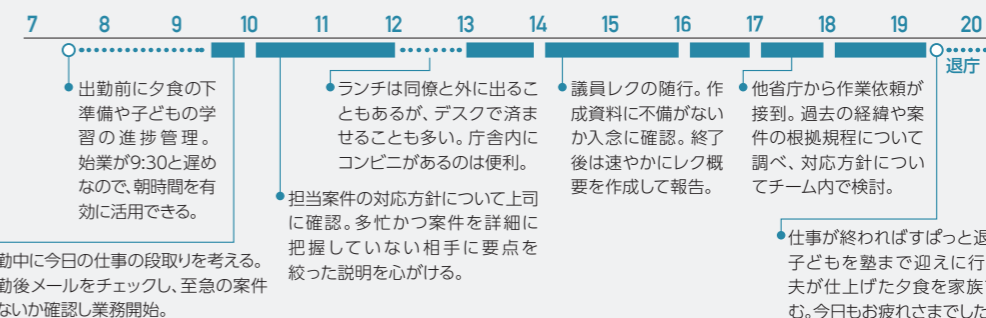 7 8 9 10 11 12 13 14 15 16 17 18 19 20
退庁
出勤前に夕食の下
準備や子どもの学
習の進捗管理。
始業が9:30と遅め
なので、朝時間を有
効に活用できる。
勤中に今日の仕事の段取りを考える。
勤後メールをチェックし、至急の案件
ないか確認し業務開始。
担当案件の対応方針について上司
に確認。多忙かつ案件を詳細に
把握していない相手に要点を
絞った説明を心がける。
ランチは同僚と外に出るこ
ともあるが、デスクで済ま
せることも多い。庁舎内に
コンビニがあるのは便利。
議員レクの随行。作
成資料に不備がない
か入念に確認。終了
後は速やかにレク概
要を作成して報告。
他省庁から作業依頼が
接到。過去の経緯や案
件の根拠規程について
調べ、対応方針につい
てチーム内で検討。
仕事が終わればすぱっと退
子どもを塾まで迎えに行
夫が仕上げた夕食を家族
む。今日もお疲れさまでした